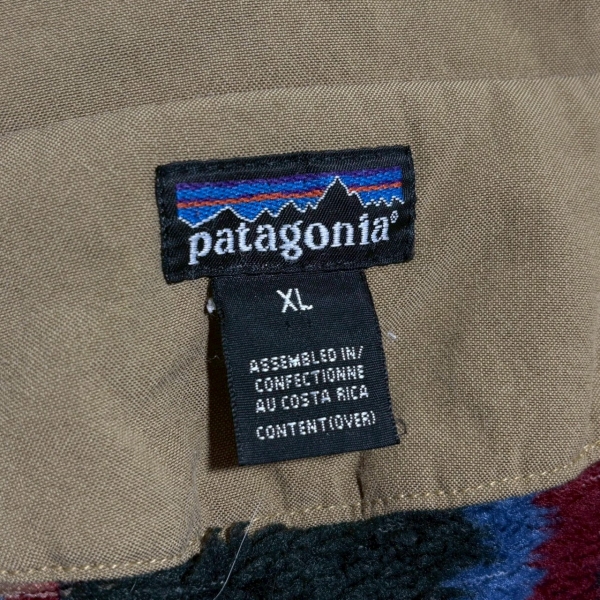 patagonia®
XL
ASSEMBLED IN/
CONFECTIONNE
AU COSTA RICA
CONTENT(OVER)